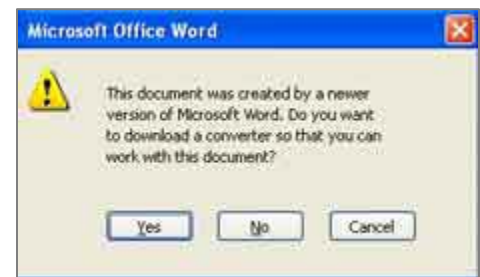 Microsoft Office Word
This document was created by a newer
version of Microsoft Word. Do you want
to download a converter so that you can
work with this document?
Yes No Cancel